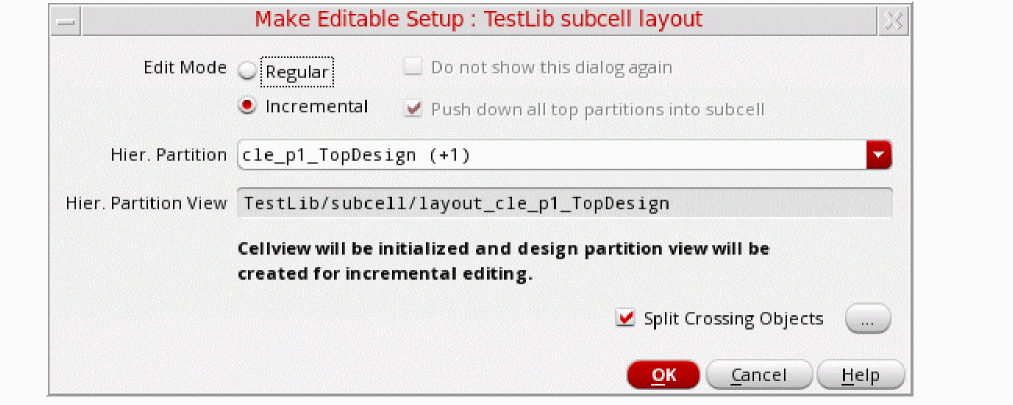 Make Editable Setup : TestLib subcell layout
Edit Mode Regular Do not show this dialog again
Incremental Push down all top partitions into subcell
Hier. Partition cle_p1_TopDesign (+1)
Hier. Partition View TestLib/subcell/layout_cle_p1_TopDesign
Cellview will be initialized and design partition view will be
created for incremental editing.
Split Crossing Objects ...
OK Cancel Help